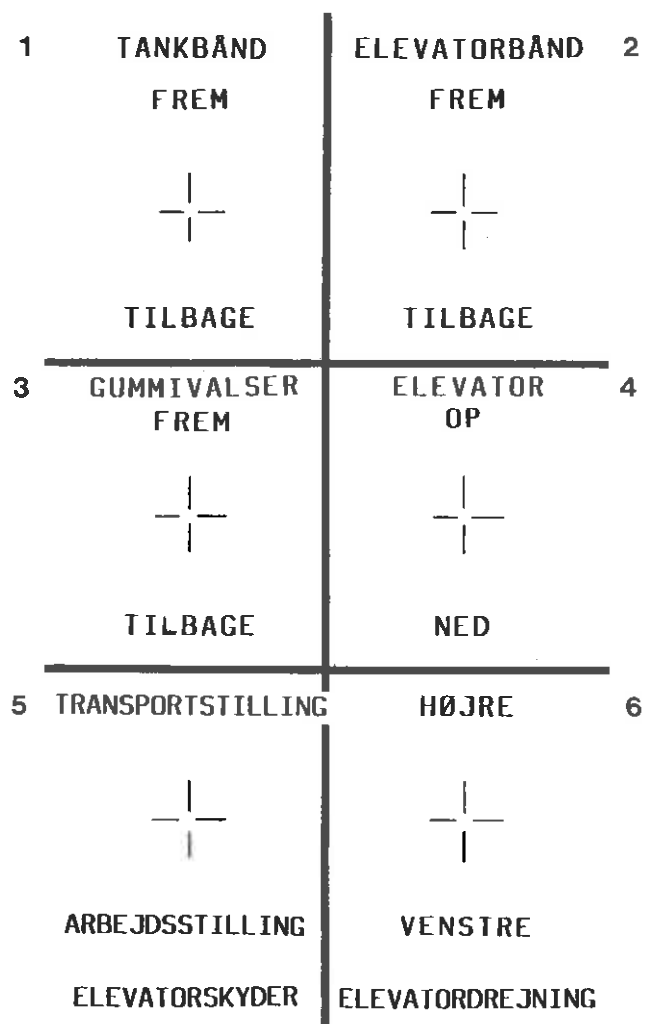 1 TANKBÅND ELEVATORBÅND 2
FREM FREM
TILBAGE TILBAGE
3 GUMMIVALSER ELEVATOR 4
FREM OP
TILBAGE NED
5 TRANSPORTSTILLING HØJRE 6
ARBEJDSSTILLING VENSTRE
ELEVATORSKYDER ELEVATORDREJNING